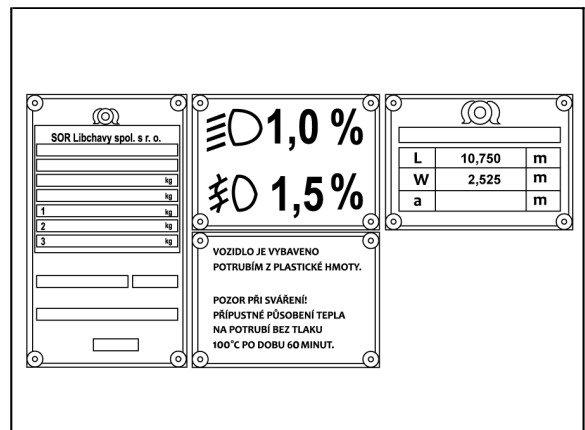 SOR Libchavy spol. s r. o.
kg
kg
1 kg
2 kg
3 kg
1,0 %
1,5 %
VOZIDLO JE VYBAVENO
POTRUBÍM Z PLASTICKÉ HMOTY.
POZOR PŘI SVÁŘENÍ!
PŘÍPUSTNÉ PŮSOBENÍ TEPLA
NA POTRUBÍ BEZ TLAKU
100°C PO DOBU 60 MINUT.
L 10,750 m
W 2,525 m
a m